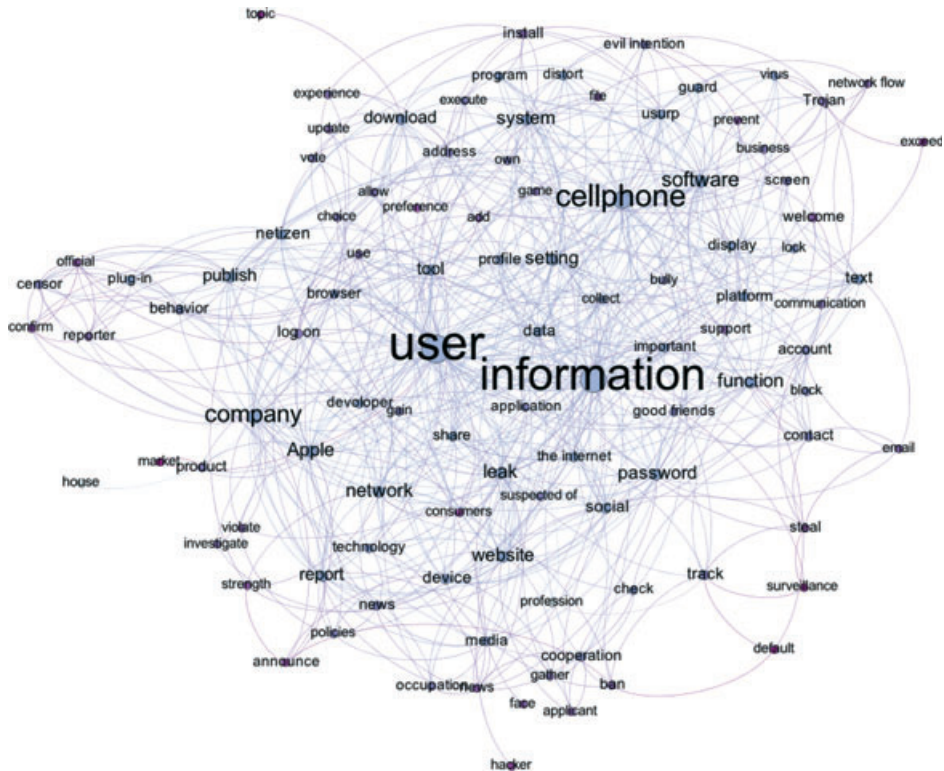 topic
install
evil intention
program
distort
virus
guard
network flow
experience
execute
file
Trojan
download
system
usurp
prevent
update
exceed
address
business
vote
own
software
screen
allow
cellphone
game
preference
choice
add
welcome
netizen
display
lock
use
official
tool
profile
setting
plug-in
publish
bully
text
censor
browser
collect
platform
communication
behavior
confirm
reporter
log on
data
support
user
important
account
information
function
block
devoloper
company
gain
application
good friends
share
contact
Apple
the internet
email
market
product
leak
password
house
network
suspected of
social
consumers
violate
steal
investigate
technology
website
strength
report
device
track
surveillance
check
news
profession
policies
media
default
announce
cooperation
gather
occupation
news
ban
face
applicant
hacker